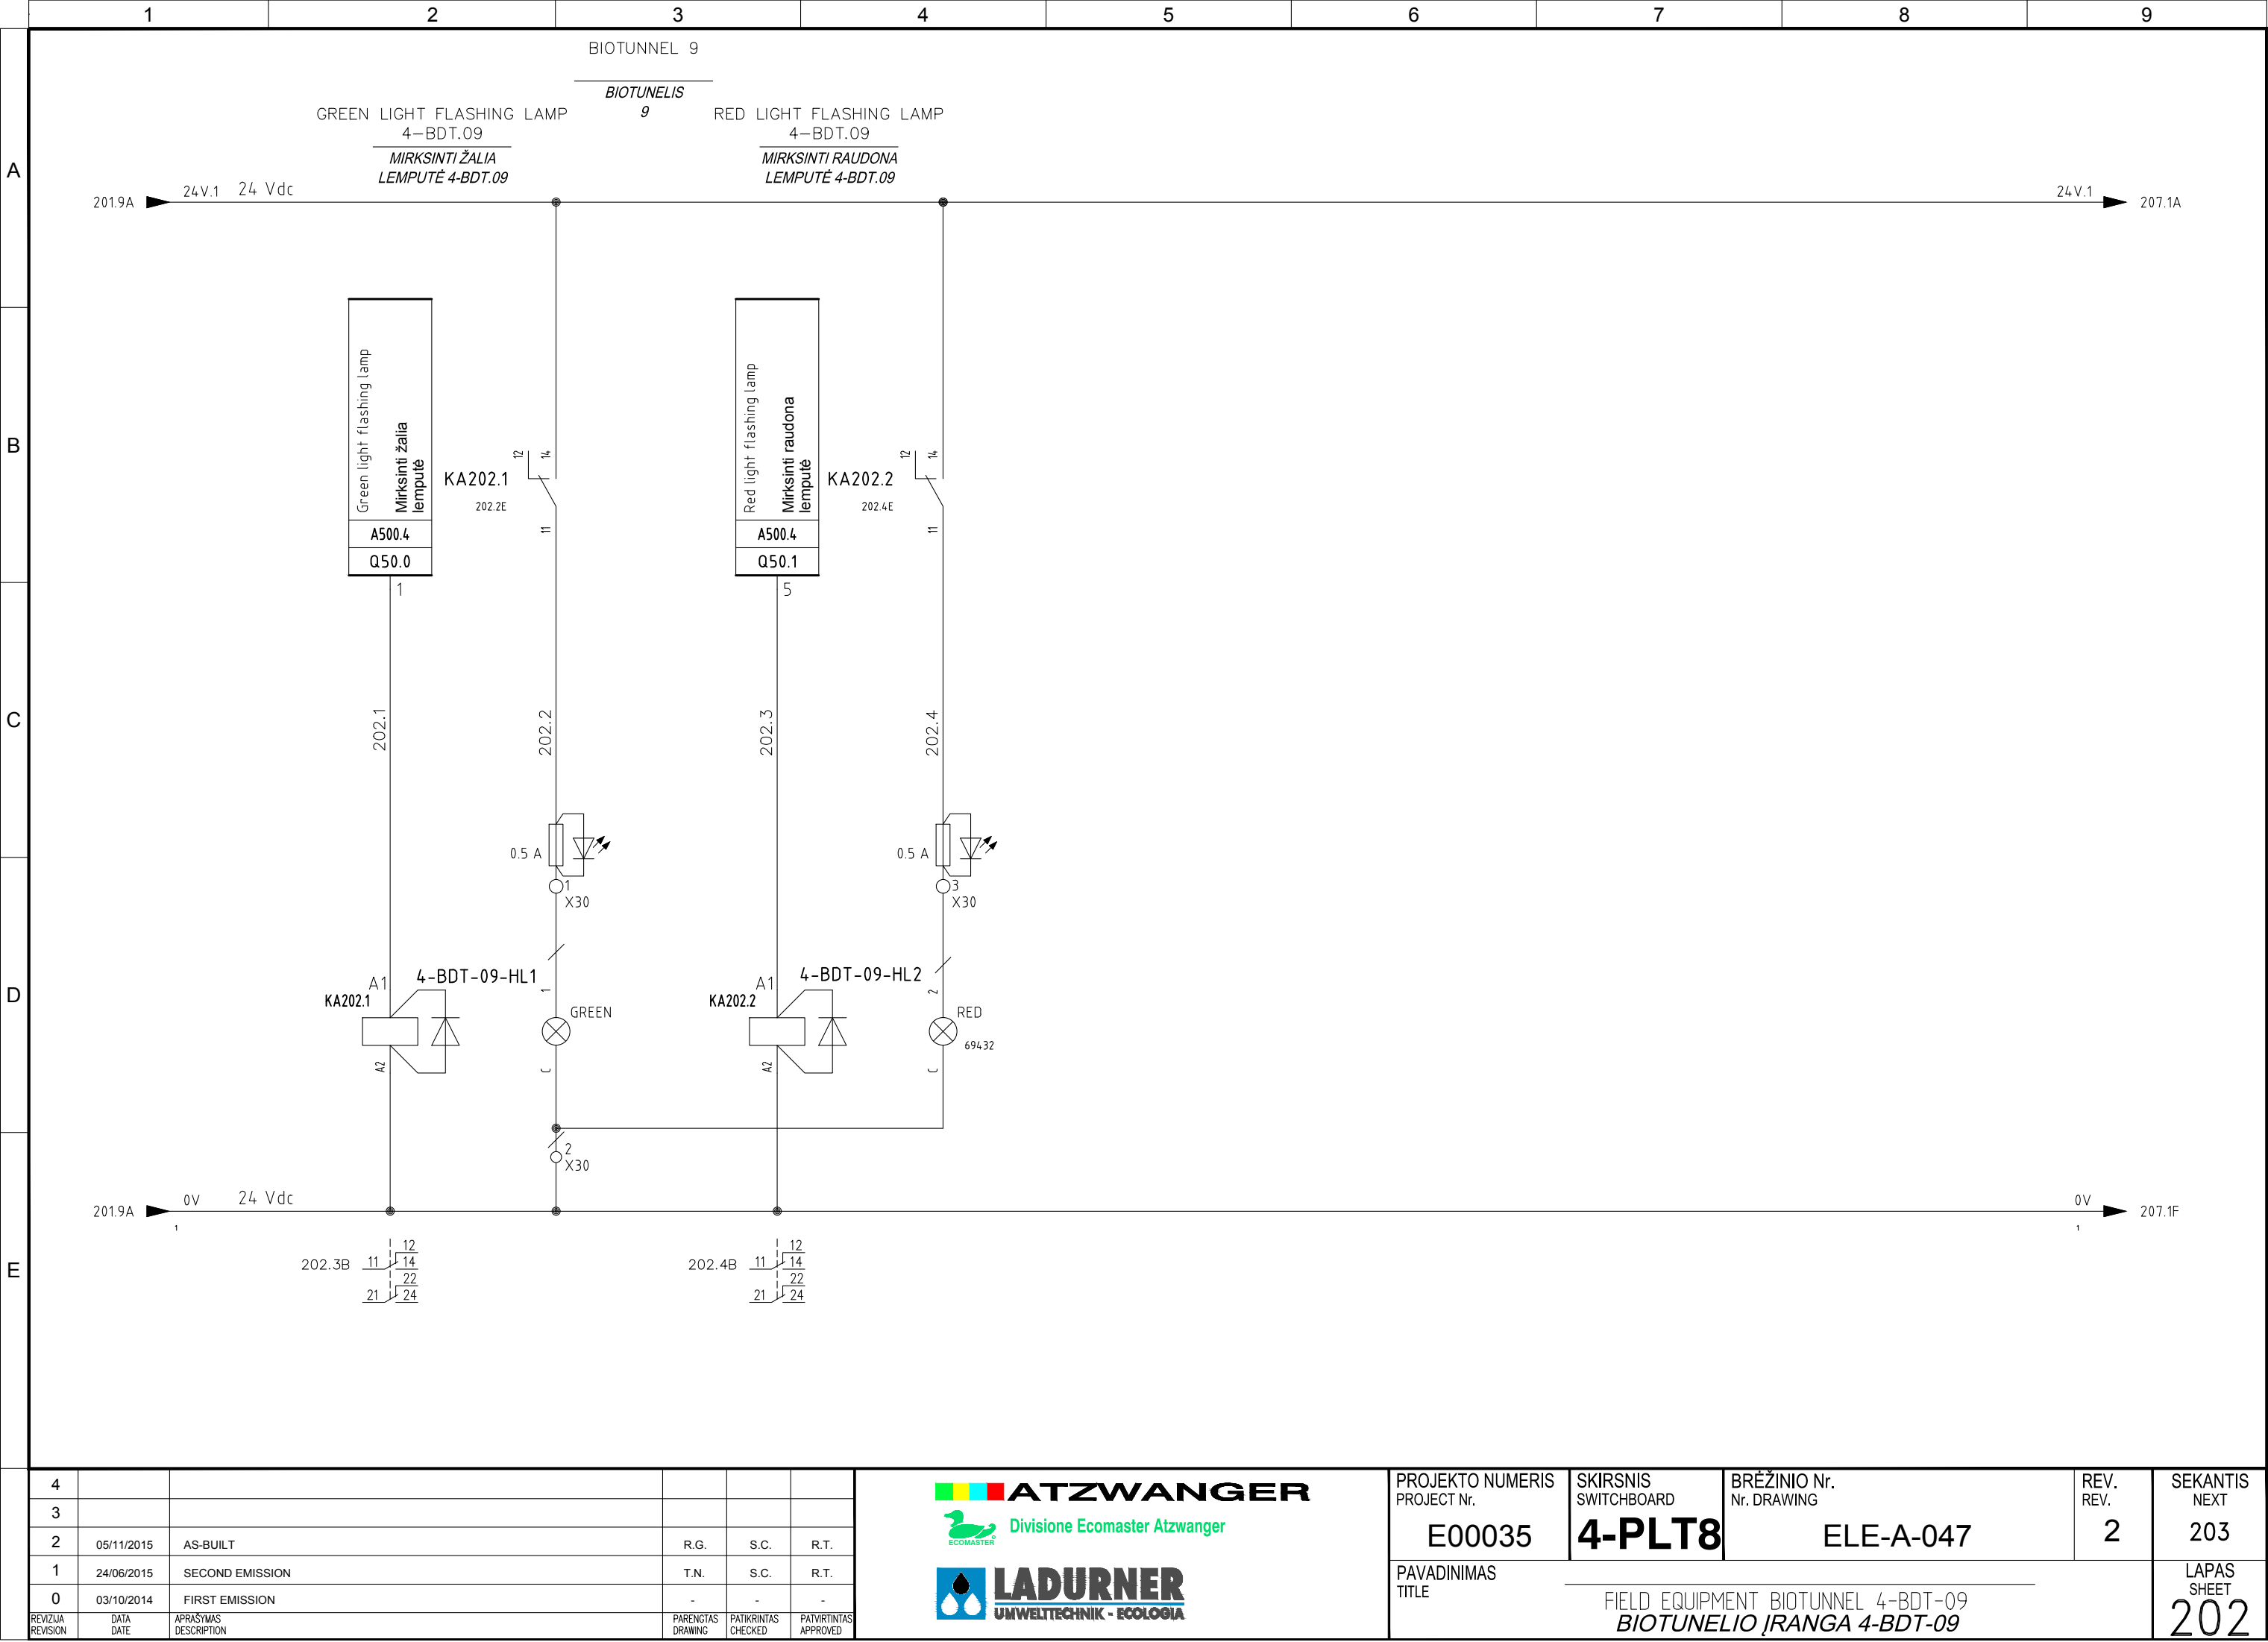 1 2 3 4 5 6 7 8 9
A
B
C
D
E
BIOTUNNEL 9
BIOTUNELIS
9
GREEN LIGHT FLASHING LAMP
4-BDT.09
MIRKSINTI ŽALIA
LEMPUTĖ 4-BDT.09
RED LIGHT FLASHING LAMP
4-BDT.09
MIRKSINTI RAUDONA
LEMPUTĖ 4-BDT.09
201.9A 24V.1 24 Vdc
24V.1 207.1A
Green light flashing lamp
Mirksinti žalia
lemputė
A500.4
Q50.0
1
KA202.1
202.2E
12 14
11
Red light flashing lamp
Mirksinti raudona
lemputė
A500.4
Q50.1
5
KA202.2
202.4E
12 14
11
202.1
202.2
202.3
202.4
0.5 A
1
X30
0.5 A
3
X30
A1
KA202.1
A2
4-BDT-09-HL1
1
GREEN
C
A1
KA202.2
A2
4-BDT-09-HL2
2
RED
69432
C
2
X30
201.9A 0V 24 Vdc
1
0V 207.1F
1
202.3B 11 12
14
22
21 24
202.4B 11 12
14
22
21 24
4
3
2 05/11/2015 AS-BUILT R.G. S.C. R.T.
1 24/06/2015 SECOND EMISSION T.N. S.C. R.T.
0 03/10/2014 FIRST EMISSION - - -
REVIZIJA DATA APRAŠYMAS PARENGTAS PATIKRINTAS PATVIRTINTAS
REVISION DATE DESCRIPTION DRAWING CHECKED APPROVED
ATZWANGER
Divisione Ecomaster Atzwanger
ECOMASTER
LADURNER
UMWELTTECHNIK - ECOLOGIA
PROJEKTO NUMERIS
PROJECT Nr.
E00035
SKIRSNIS
SWITCHBOARD
4-PLT8
BRĖŽINIO Nr.
Nr. DRAWING
ELE-A-047
REV.
REV.
2
SEKANTIS
NEXT
203
PAVADINIMAS
TITLE
FIELD EQUIPMENT BIOTUNNEL 4-BDT-09
BIOTUNELIO ĮRANGA 4-BDT-09
LAPAS
SHEET
202